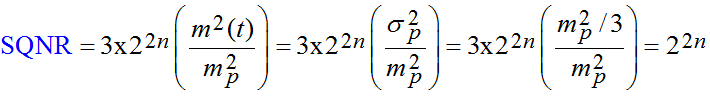 SQNR = 3x2^{2n} ( m^2(t) / m_p^2 ) = 3x2^{2n} ( σ_p^2 / m_p^2 ) = 3x2^{2n} ( m_p^2 /3 / m_p^2 ) = 2^{2n}